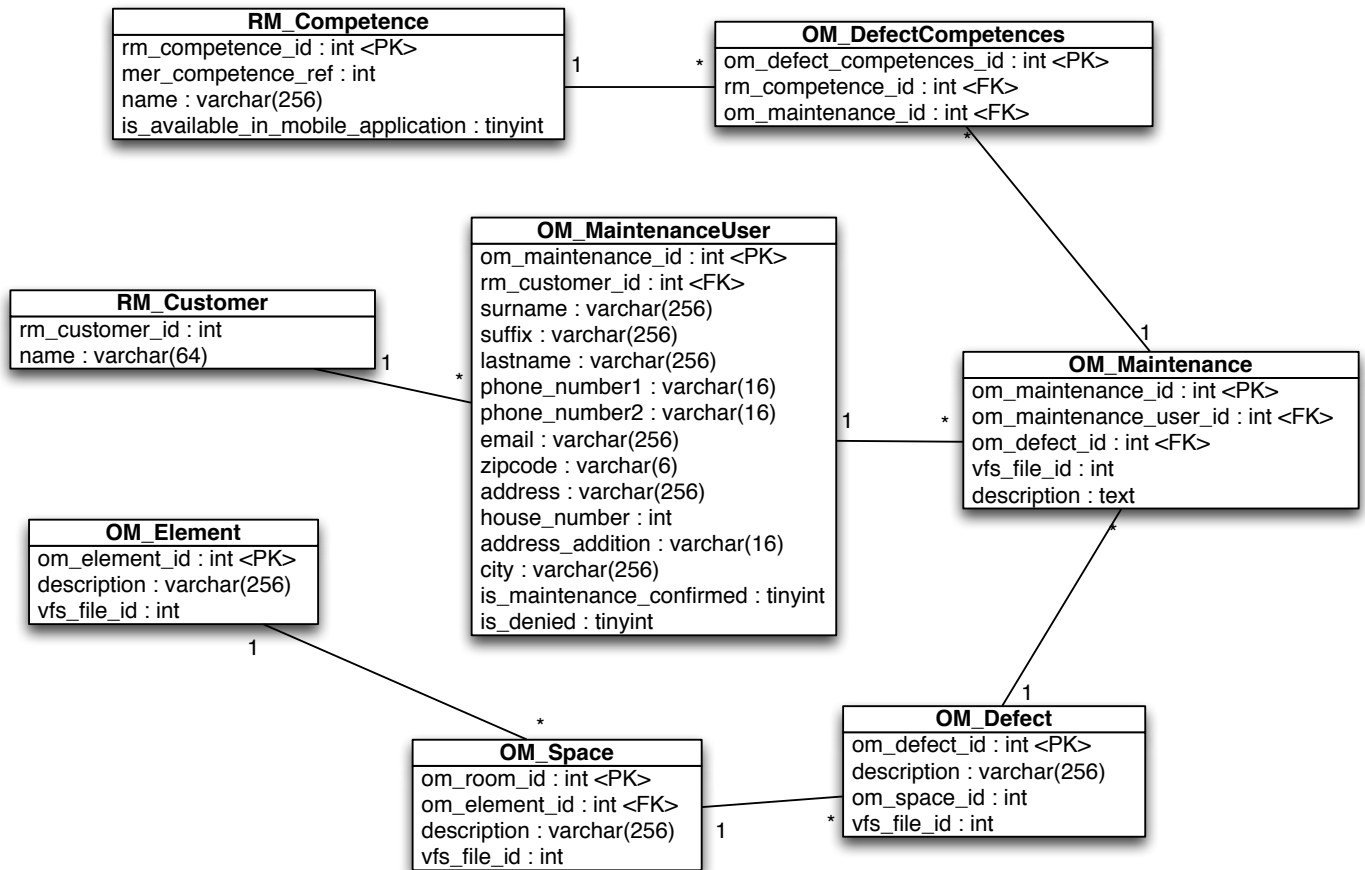 RM_Competence
rm_competence_id : int <PK>
mer_competence_ref : int
name : varchar(256)
is_available_in_mobile_application : tinyint
1
*
OM_DefectCompetences
om_defect_competences_id : int <PK>
rm_competence_id : int <FK>
om_maintenance_id : int <FK>
*
1
OM_MaintenanceUser
om_maintenance_id : int <PK>
rm_customer_id : int <FK>
surname : varchar(256)
suffix : varchar(256)
lastname : varchar(256)
phone_number1 : varchar(16)
phone_number2 : varchar(16)
email : varchar(256)
zipcode : varchar(6)
address : varchar(256)
house_number : int
address_addition : varchar(16)
city : varchar(256)
is_maintenance_confirmed : tinyint
is_denied : tinyint
RM_Customer
rm_customer_id : int
name : varchar(64)
1
*
1
*
OM_Maintenance
om_maintenance_id : int <PK>
om_maintenance_user_id : int <FK>
om_defect_id : int <FK>
vfs_file_id : int
description : text
*
1
OM_Element
om_element_id : int <PK>
description : varchar(256)
vfs_file_id : int
1
*
OM_Space
om_room_id : int <PK>
om_element_id : int <FK>
description : varchar(256)
vfs_file_id : int
1
*
OM_Defect
om_defect_id : int <PK>
description : varchar(256)
om_space_id : int
vfs_file_id : int